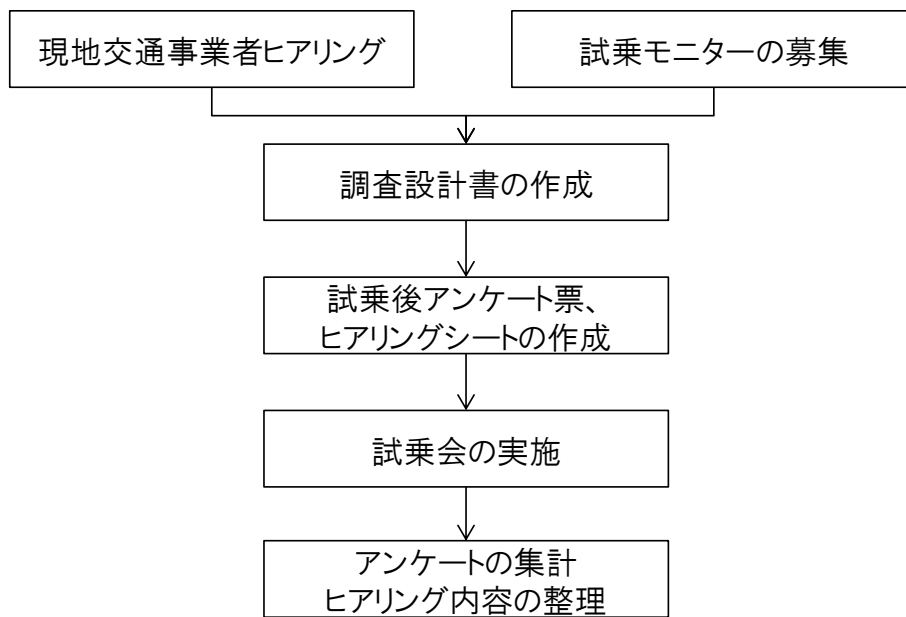 現地交通事業者ヒアリング
試乗モニターの募集
調査設計書の作成
試乗後アンケート票、
ヒアリングシートの作成
試乗会の実施
アンケートの集計
ヒアリング内容の整理